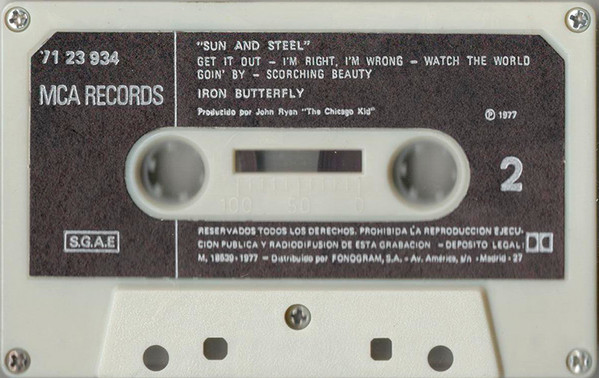 "SUN AND STEEL"
'71 23 934
GET IT OUT – I'M RIGHT, I'M WRONG – WATCH THE WORLD
GOIN' BY – SCORCHING BEAUTY
MCA RECORDS
IRON BUTTERFLY
Producido por John Ryan "The Chicago Kid"
℗ 1977
2
100 50 0
RESERVADOS TODOS LOS DERECHOS. PROHIBIDA LA REPRODUCCION EJECU-
S.G.A.E
CION PUBLICA Y RADIODIFUSION DE ESTA GRABACION – DEPOSITO LEGAL:
M, 18539 - 1977 – Distribuido por FONOGRAM, S.A. - Av. América, s/n - Madrid - 27